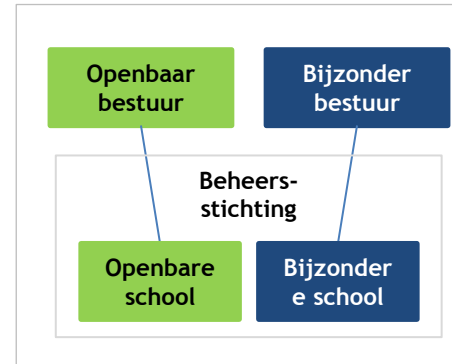 Openbaar
bestuur
Bijzonder
bestuur
Beheers-
stichting
Openbare
school
Bijzonder
e school